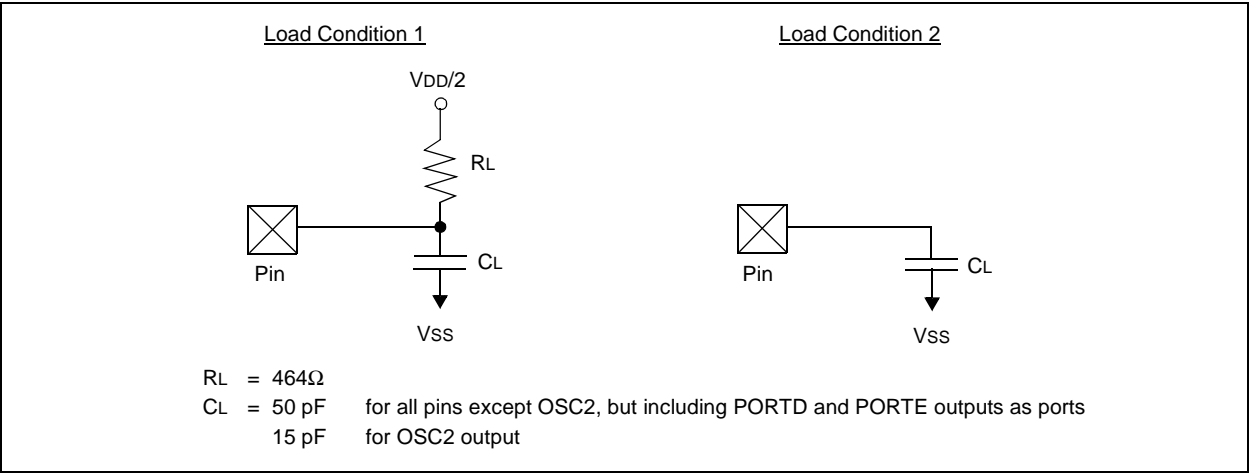 Load Condition 1
Load Condition 2
VDD/2
RL
Pin
CL
VSS
Pin
CL
VSS
RL = 464Ω
CL = 50 pF for all pins except OSC2, but including PORTD and PORTE outputs as ports
15 pF for OSC2 output